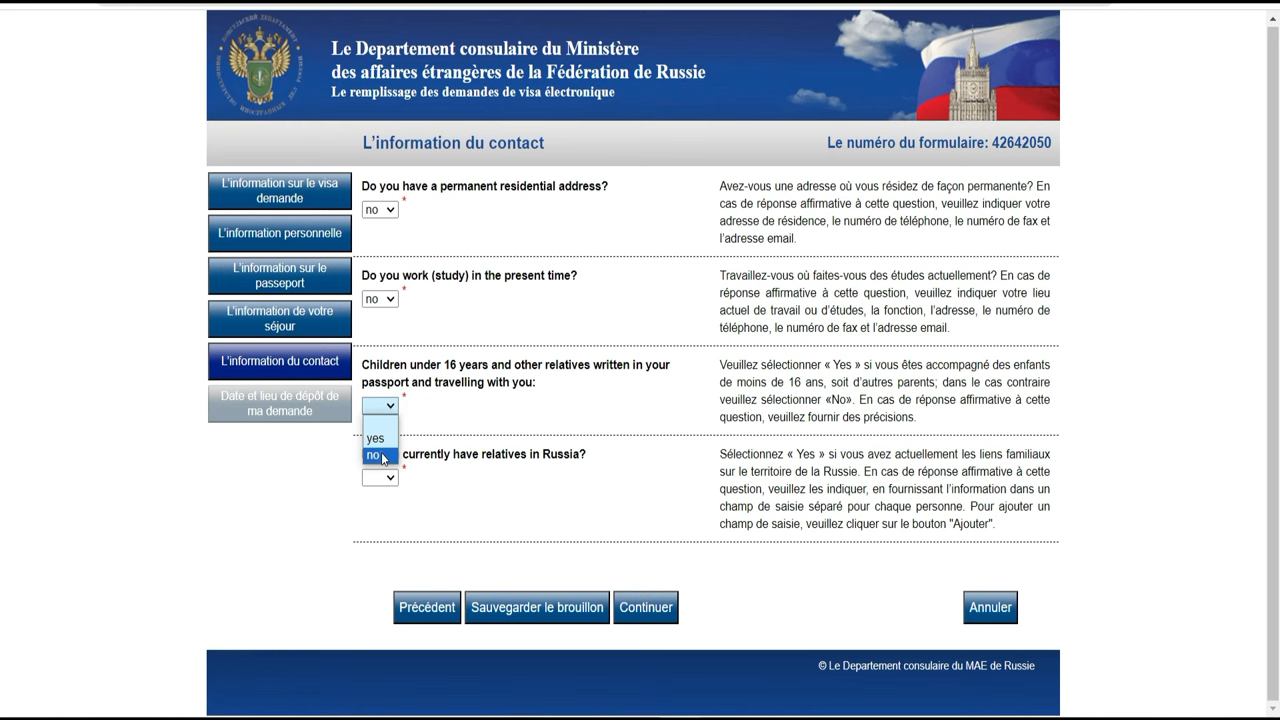 Le Departement consulaire du Ministère
des affaires étrangères de la Fédération de Russie
Le remplissage des demandes de visa électronique
L'information du contact
Le numéro du formulaire: 42642050
L'information sur le visa
demande
L'information personnelle
L'information sur le
passeport
L'information de votre
séjour
L'information du contact
Date et lieu de dépôt de
ma demande
Do you have a permanent residential address?
no *
Avez-vous une adresse où vous résidez de façon permanente? En
cas de réponse affirmative à cette question, veuillez indiquer votre
adresse de résidence, le numéro de téléphone, le numéro de fax et
l'adresse email.
Do you work (study) in the present time?
no *
Travaillez-vous où faites-vous des études actuellement? En cas de
réponse affirmative à cette question, veuillez indiquer votre lieu
actuel de travail ou d'études, la fonction, l'adresse, le numéro de
téléphone, le numéro de fax et l'adresse email.
Children under 16 years and other relatives written in your
passport and travelling with you:
*
yes
no
Veuillez sélectionner « Yes » si vous êtes accompagné des enfants
de moins de 16 ans, soit d'autres parents; dans le cas contraire
veuillez sélectionner «No». En cas de réponse affirmative à cette
question, veuillez fournir des précisions.
currently have relatives in Russia?
*
Sélectionnez « Yes » si vous avez actuellement les liens familiaux
sur le territoire de la Russie. En cas de réponse affirmative à cette
question, veuillez les indiquer, en fournissant l'information dans un
champ de saisie séparé pour chaque personne. Pour ajouter un
champ de saisie, veuillez cliquer sur le bouton "Ajouter".
Précédent
Sauvegarder le brouillon
Continuer
Annuler
© Le Departement consulaire du MAE de Russie